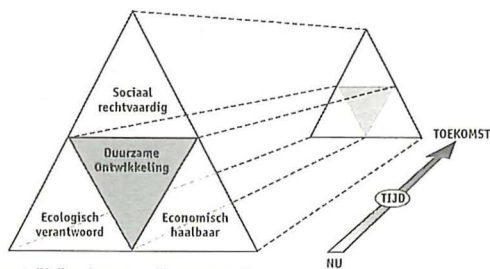 Sociaal
rechtvaardig
Duurzame
Ontwikkeling
Ecologisch
verantwoord
Economisch
haalbaar
TOEKOMST
TIJD
NU